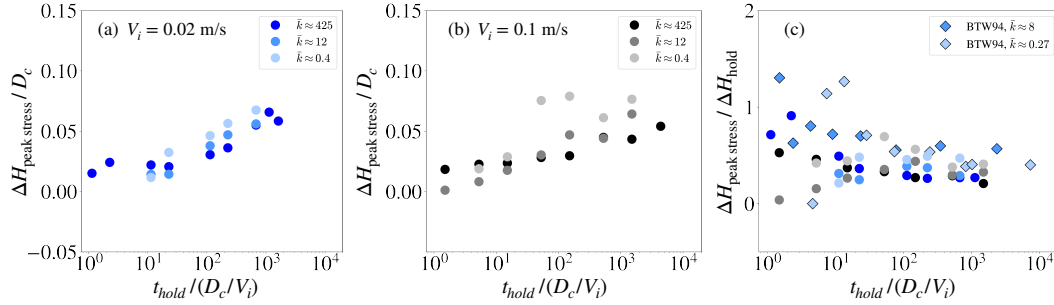 (a) V_i = 0.02 m/s
k̄ ≈ 425
k̄ ≈ 12
k̄ ≈ 0.4
0.15
0.10
0.05
0.00
−0.05
ΔH_peak stress / D_c
10^0 10^1 10^2 10^3 10^4
t_hold/(D_c/V_i)
(b) V_i = 0.1 m/s
k̄ ≈ 425
k̄ ≈ 12
k̄ ≈ 0.4
0.15
0.10
0.05
0.00
−0.05
ΔH_peak stress / D_c
10^0 10^1 10^2 10^3 10^4
t_hold/(D_c/V_i)
(c)
BTW94, k̄ ≈ 8
BTW94, k̄ ≈ 0.27
2
1
0
ΔH_peak stress / ΔH_hold
10^0 10^1 10^2 10^3 10^4
t_hold/(D_c/V_i)